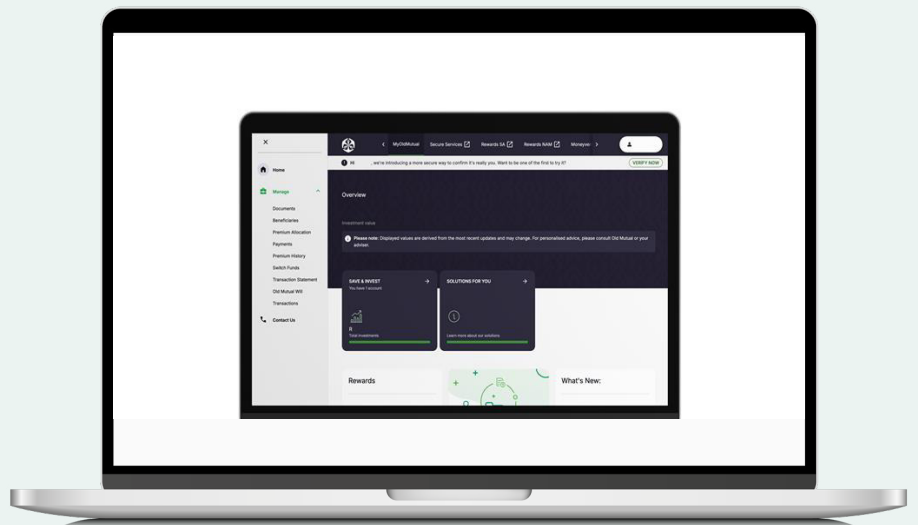 MyOldMutual
Secure Services
Rewards SA
Rewards NAM
Moneyve
Home
Hi , we're introducing a more secure way to confirm it's really you. Want to be one of the first to try it?
VERIFY NOW
Manage
Documents
Beneficiaries
Premium Allocation
Payments
Premium History
Switch Funds
Transaction Statement
Old Mutual Will
Transactions
Contact Us
Overview
Investment value
Please note: Displayed values are derived from the most recent updates and may change. For personalised advice, please consult Old Mutual or your
adviser.
SAVE & INVEST
You have 1 account
R
Total investments
SOLUTIONS FOR YOU
Learn more about our solutions
Rewards
What's New: